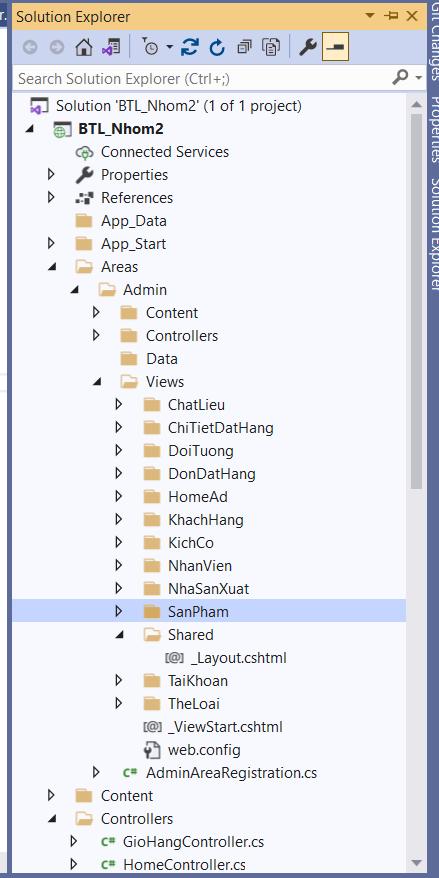 Solution Explorer
Search Solution Explorer (Ctrl+;)
Solution 'BTL_Nhom2' (1 of 1 project)
BTL_Nhom2
Connected Services
Properties
References
App_Data
App_Start
Areas
Admin
Content
Controllers
Data
Views
ChatLieu
ChiTietDatHang
DoiTuong
DonDatHang
HomeAd
KhachHang
KichCo
NhanVien
NhaSanXuat
SanPham
Shared
[@] _Layout.cshtml
TaiKhoan
TheLoai
[@] _ViewStart.cshtml
web.config
C# AdminAreaRegistration.cs
Content
Controllers
C# GioHangController.cs
C# HomeController.cs
Git Changes
Properties
Solution Explorer